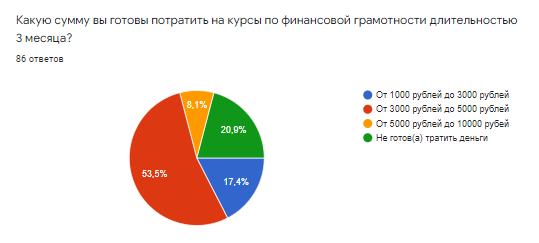 Какую сумму вы готовы потратить на курсы по финансовой грамотности длительностью
3 месяца?
86 ответов
От 1000 рублей до 3000 рублей
От 3000 рублей до 5000 рублей
От 5000 рублей до 10000 рубей
Не готов(а) тратить деньги
8,1%
20,9%
53,5%
17,4%